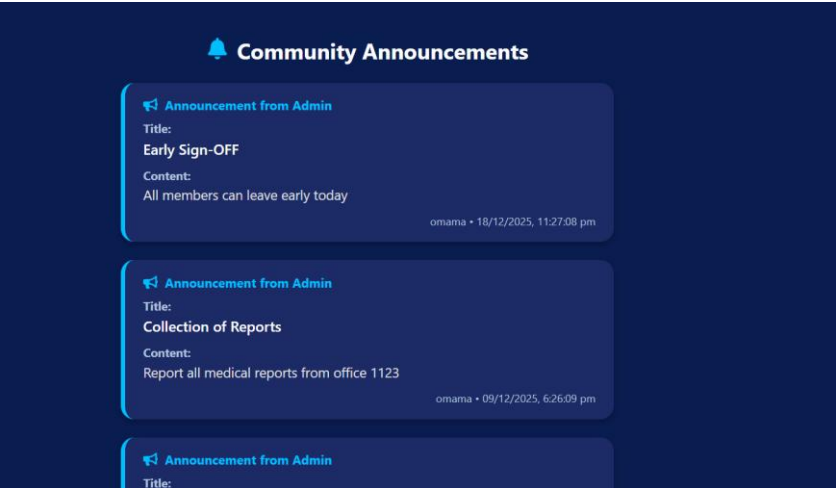 Community Announcements
Announcement from Admin
Title:
Early Sign-OFF
Content:
All members can leave early today
omama • 18/12/2025, 11:27:08 pm
Announcement from Admin
Title:
Collection of Reports
Content:
Report all medical reports from office 1123
omama • 09/12/2025, 6:26:09 pm
Announcement from Admin
Title: